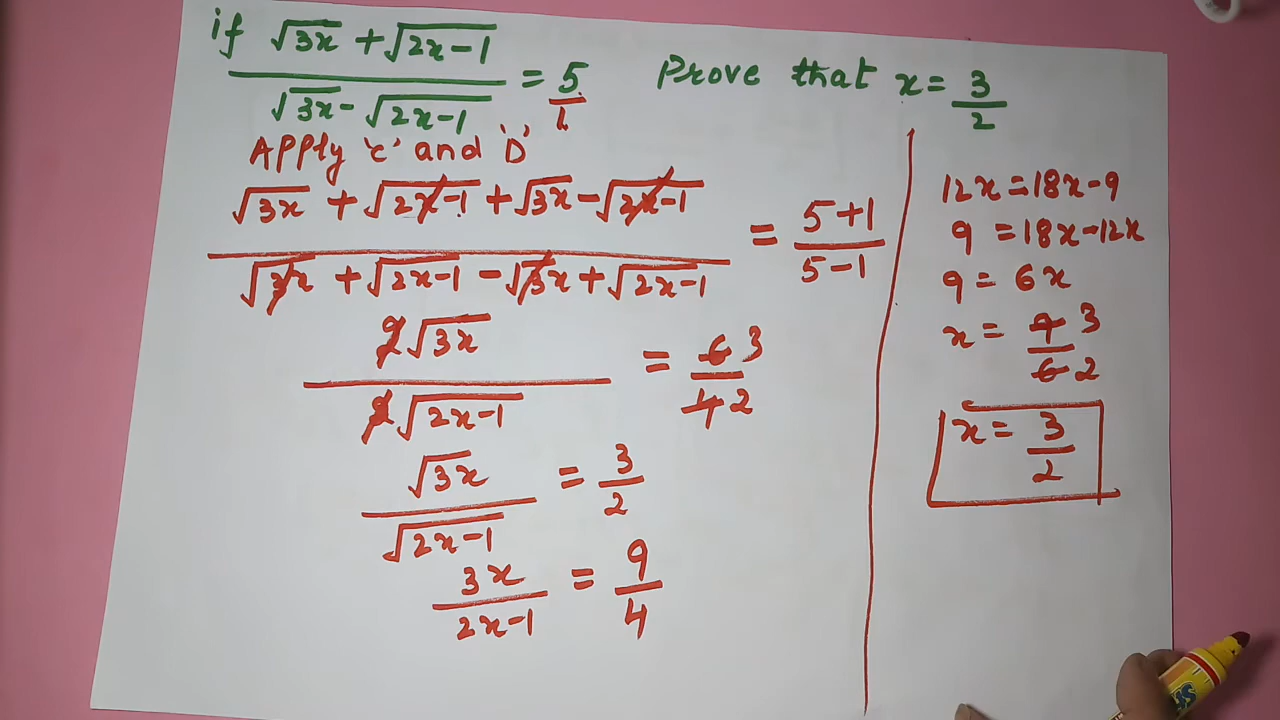 if √3x + √2x-1
= 5/1 Prove that x = 3/2
√3x - √2x-1
Apply 'C' and 'D'
√3x + √2x-1 + √3x - √2x-1
= 5+1
5-1
√3x + √2x-1 - √3x + √2x-1
2√3x = 6 3
2√2x-1 4 2
√3x = 3
√2x-1 2
3x = 9
2x-1 4
12x = 18x-9
9 = 18x-12x
9 = 6x
x = 9 3
6 2
x = 3
2